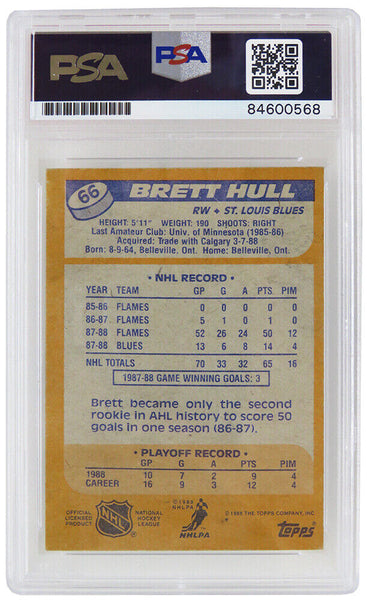 PSA
PSA
84600568
66
BRETT HULL
RW + ST. LOUIS BLUES
HEIGHT: 5'11" WEIGHT: 190 SHOOTS: RIGHT
Last Amateur Club: Univ. of Minnesota (1985-86)
Acquired: Trade with Calgary 3-7-88
Born: 8-9-64, Belleville, Ont. Home: Belleville, Ont.
· NHL RECORD ·
YEAR TEAM GP G A PTS PIM
85-86 FLAMES 0 0 0 0 0
86-87 FLAMES 5 1 0 1 0
87-88 FLAMES 52 26 24 50 12
87-88 BLUES 13 6 8 14 4
NHL TOTALS 70 33 32 65 16
1987-88 GAME WINNING GOALS: 3
Brett became only the second
rookie in AHL history to score 50
goals in one season (86-87).
· PLAYOFF RECORD ·
GP G A PTS PIM
1988 10 7 2 9 4
CAREER 16 9 3 12 4
OFFICIAL LICENSED PRODUCT
NHL
NATIONAL HOCKEY LEAGUE
© 1988 NHLPA
NHLPA
© 1988 THE TOPPS COMPANY, INC.
TOPPS